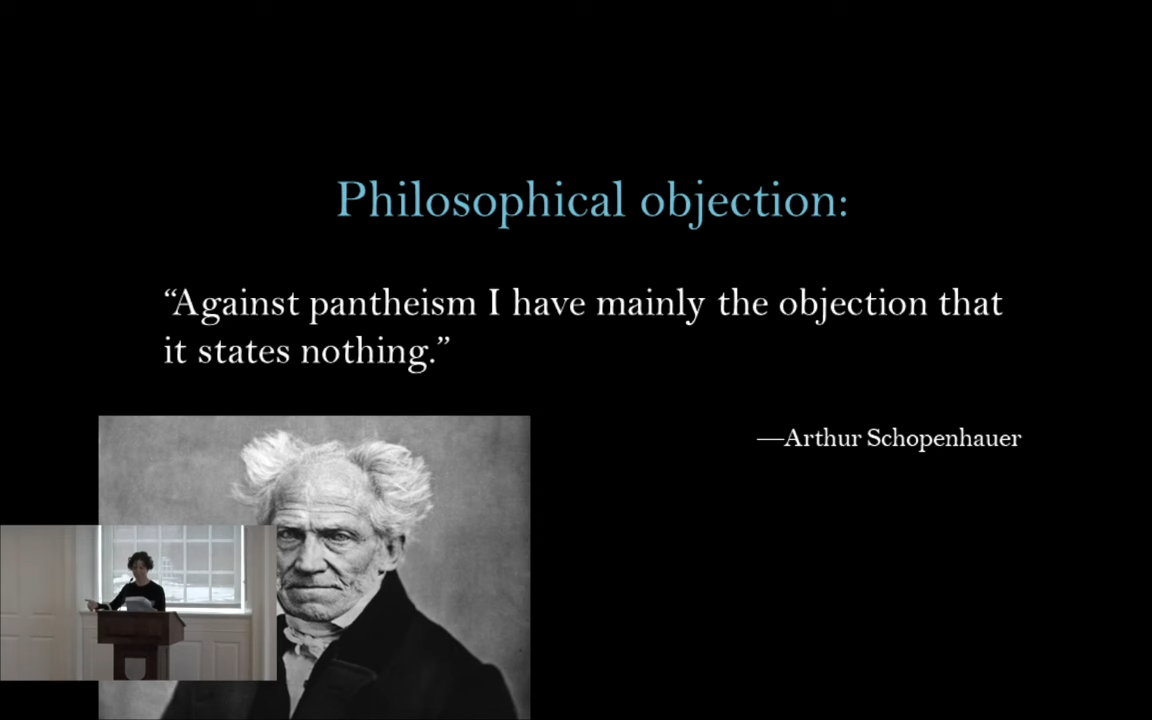 Philosophical objection:
“Against pantheism I have mainly the objection that
it states nothing.”
—Arthur Schopenhauer